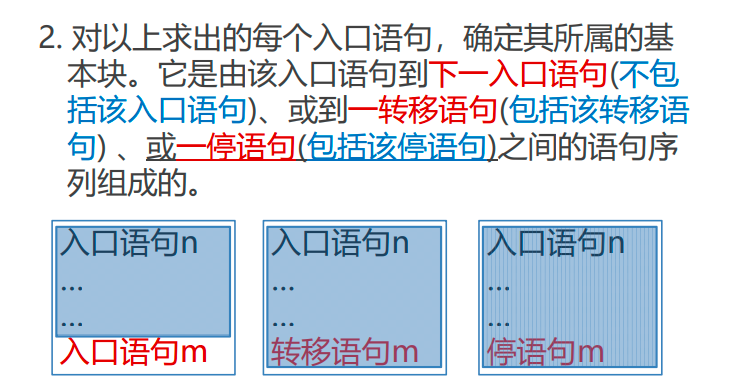 2. 对以上求出的每个入口语句，确定其所属的基
本块。它是由该入口语句到下一入口语句(不包
括该入口语句)、或到一转移语句(包括该转移语
句) 、或一停语句(包括该停语句)之间的语句序
列组成的。
入口语句n
...
...
入口语句m
入口语句n
...
...
转移语句m
入口语句n
...
...
停语句m